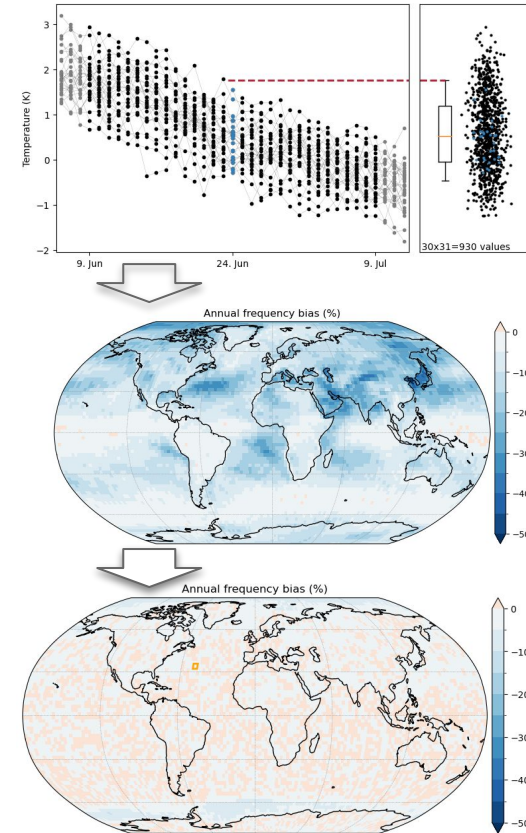 3
2
1
0
−1
−2
Temperature (K)
9. Jun
24. Jun
9. Jul
30x31=930 values
Annual frequency bias (%)
0
−10
−20
−30
−40
−50
Annual frequency bias (%)
0
−10
−20
−30
−40
−50